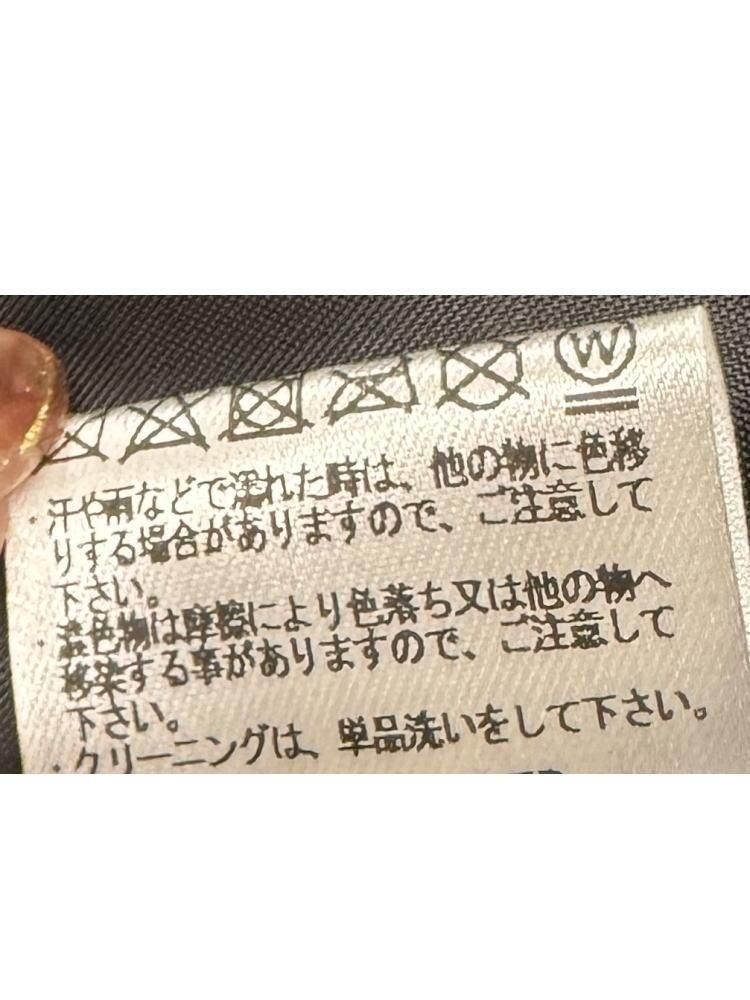 W
・汗や雨などで濡れた時は、他の物に色移
りする場合がありますので、ご注意して
下さい。
・濃色物は摩擦により色落ち又は他の物へ
移染する事がありますので、ご注意して
下さい。
・クリーニングは、単品洗いをして下さい。